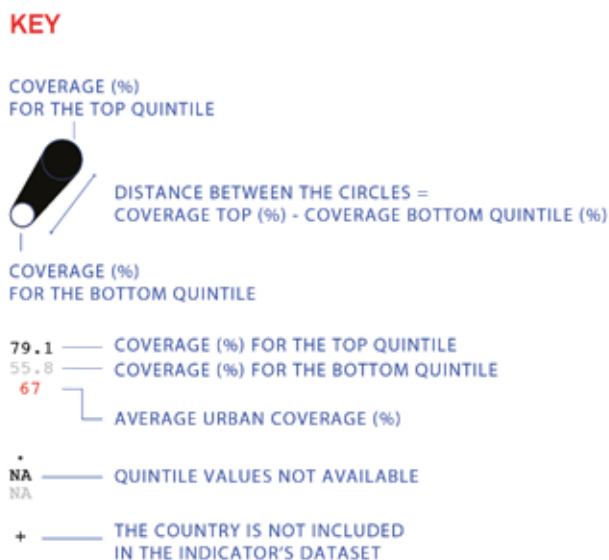 KEY
COVERAGE (%)
FOR THE TOP QUINTILE
DISTANCE BETWEEN THE CIRCLES =
COVERAGE TOP (%) - COVERAGE BOTTOM QUINTILE (%)
COVERAGE (%)
FOR THE BOTTOM QUINTILE
79.1 COVERAGE (%) FOR THE TOP QUINTILE
55.8 COVERAGE (%) FOR THE BOTTOM QUINTILE
67
AVERAGE URBAN COVERAGE (%)
.
NA QUINTILE VALUES NOT AVAILABLE
NA
+ THE COUNTRY IS NOT INCLUDED
IN THE INDICATOR'S DATASET